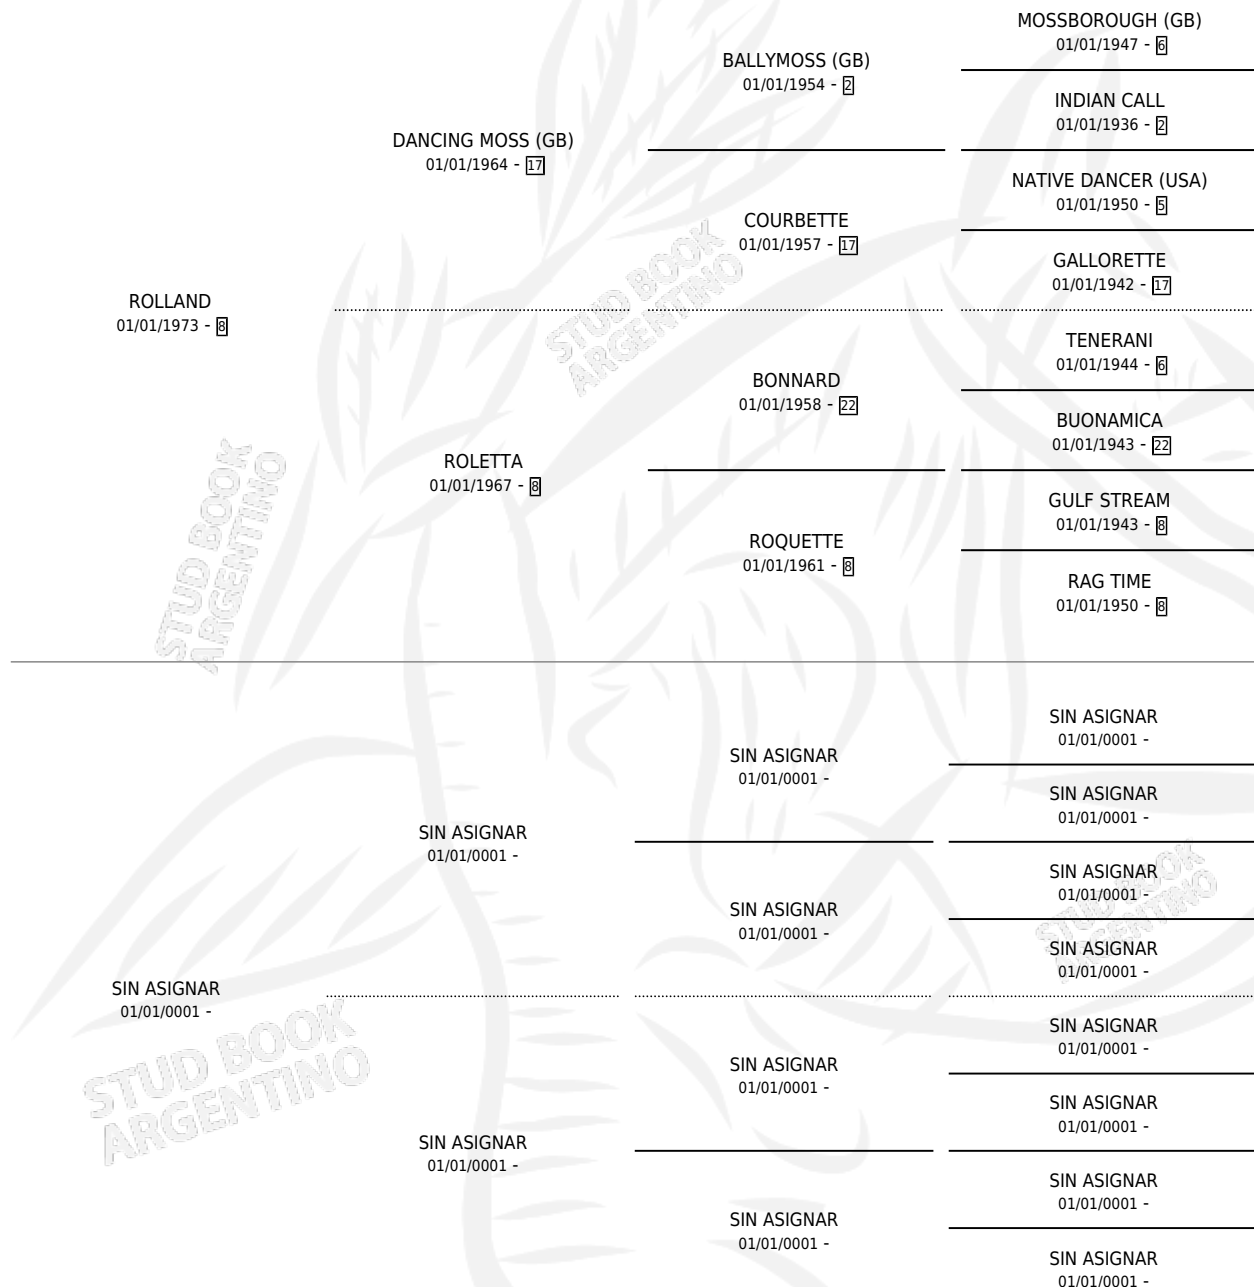 MOSSBOROUGH (GB)
01/01/1947 - 6
BALLYMOSS (GB)
01/01/1954 - 2
INDIAN CALL
01/01/1936 - 2
DANCING MOSS (GB)
01/01/1964 - 17
NATIVE DANCER (USA)
01/01/1950 - 5
COURBETTE
01/01/1957 - 17
GALLORETTE
01/01/1942 - 17
ROLLAND
01/01/1973 - 8
TENERANI
01/01/1944 - 6
BONNARD
01/01/1958 - 22
BUONAMICA
01/01/1943 - 22
ROLETTA
01/01/1967 - 8
GULF STREAM
01/01/1943 - 8
ROQUETTE
01/01/1961 - 8
RAG TIME
01/01/1950 - 8
STUD BOOK
ARGENTINO
STUD BOOK
ARGENTINO
SIN ASIGNAR
01/01/0001 -
SIN ASIGNAR
01/01/0001 -
SIN ASIGNAR
01/01/0001 -
SIN ASIGNAR
01/01/0001 -
SIN ASIGNAR
01/01/0001 -
SIN ASIGNAR
01/01/0001 -
SIN ASIGNAR
01/01/0001 -
STUD BOOK
ARGENTINO
SIN ASIGNAR
01/01/0001 -
SIN ASIGNAR
01/01/0001 -
SIN ASIGNAR
01/01/0001 -
SIN ASIGNAR
01/01/0001 -
SIN ASIGNAR
01/01/0001 -
SIN ASIGNAR
01/01/0001 -
SIN ASIGNAR
01/01/0001 -
SIN ASIGNAR
01/01/0001 -
STUD BOOK
ARGENTINO